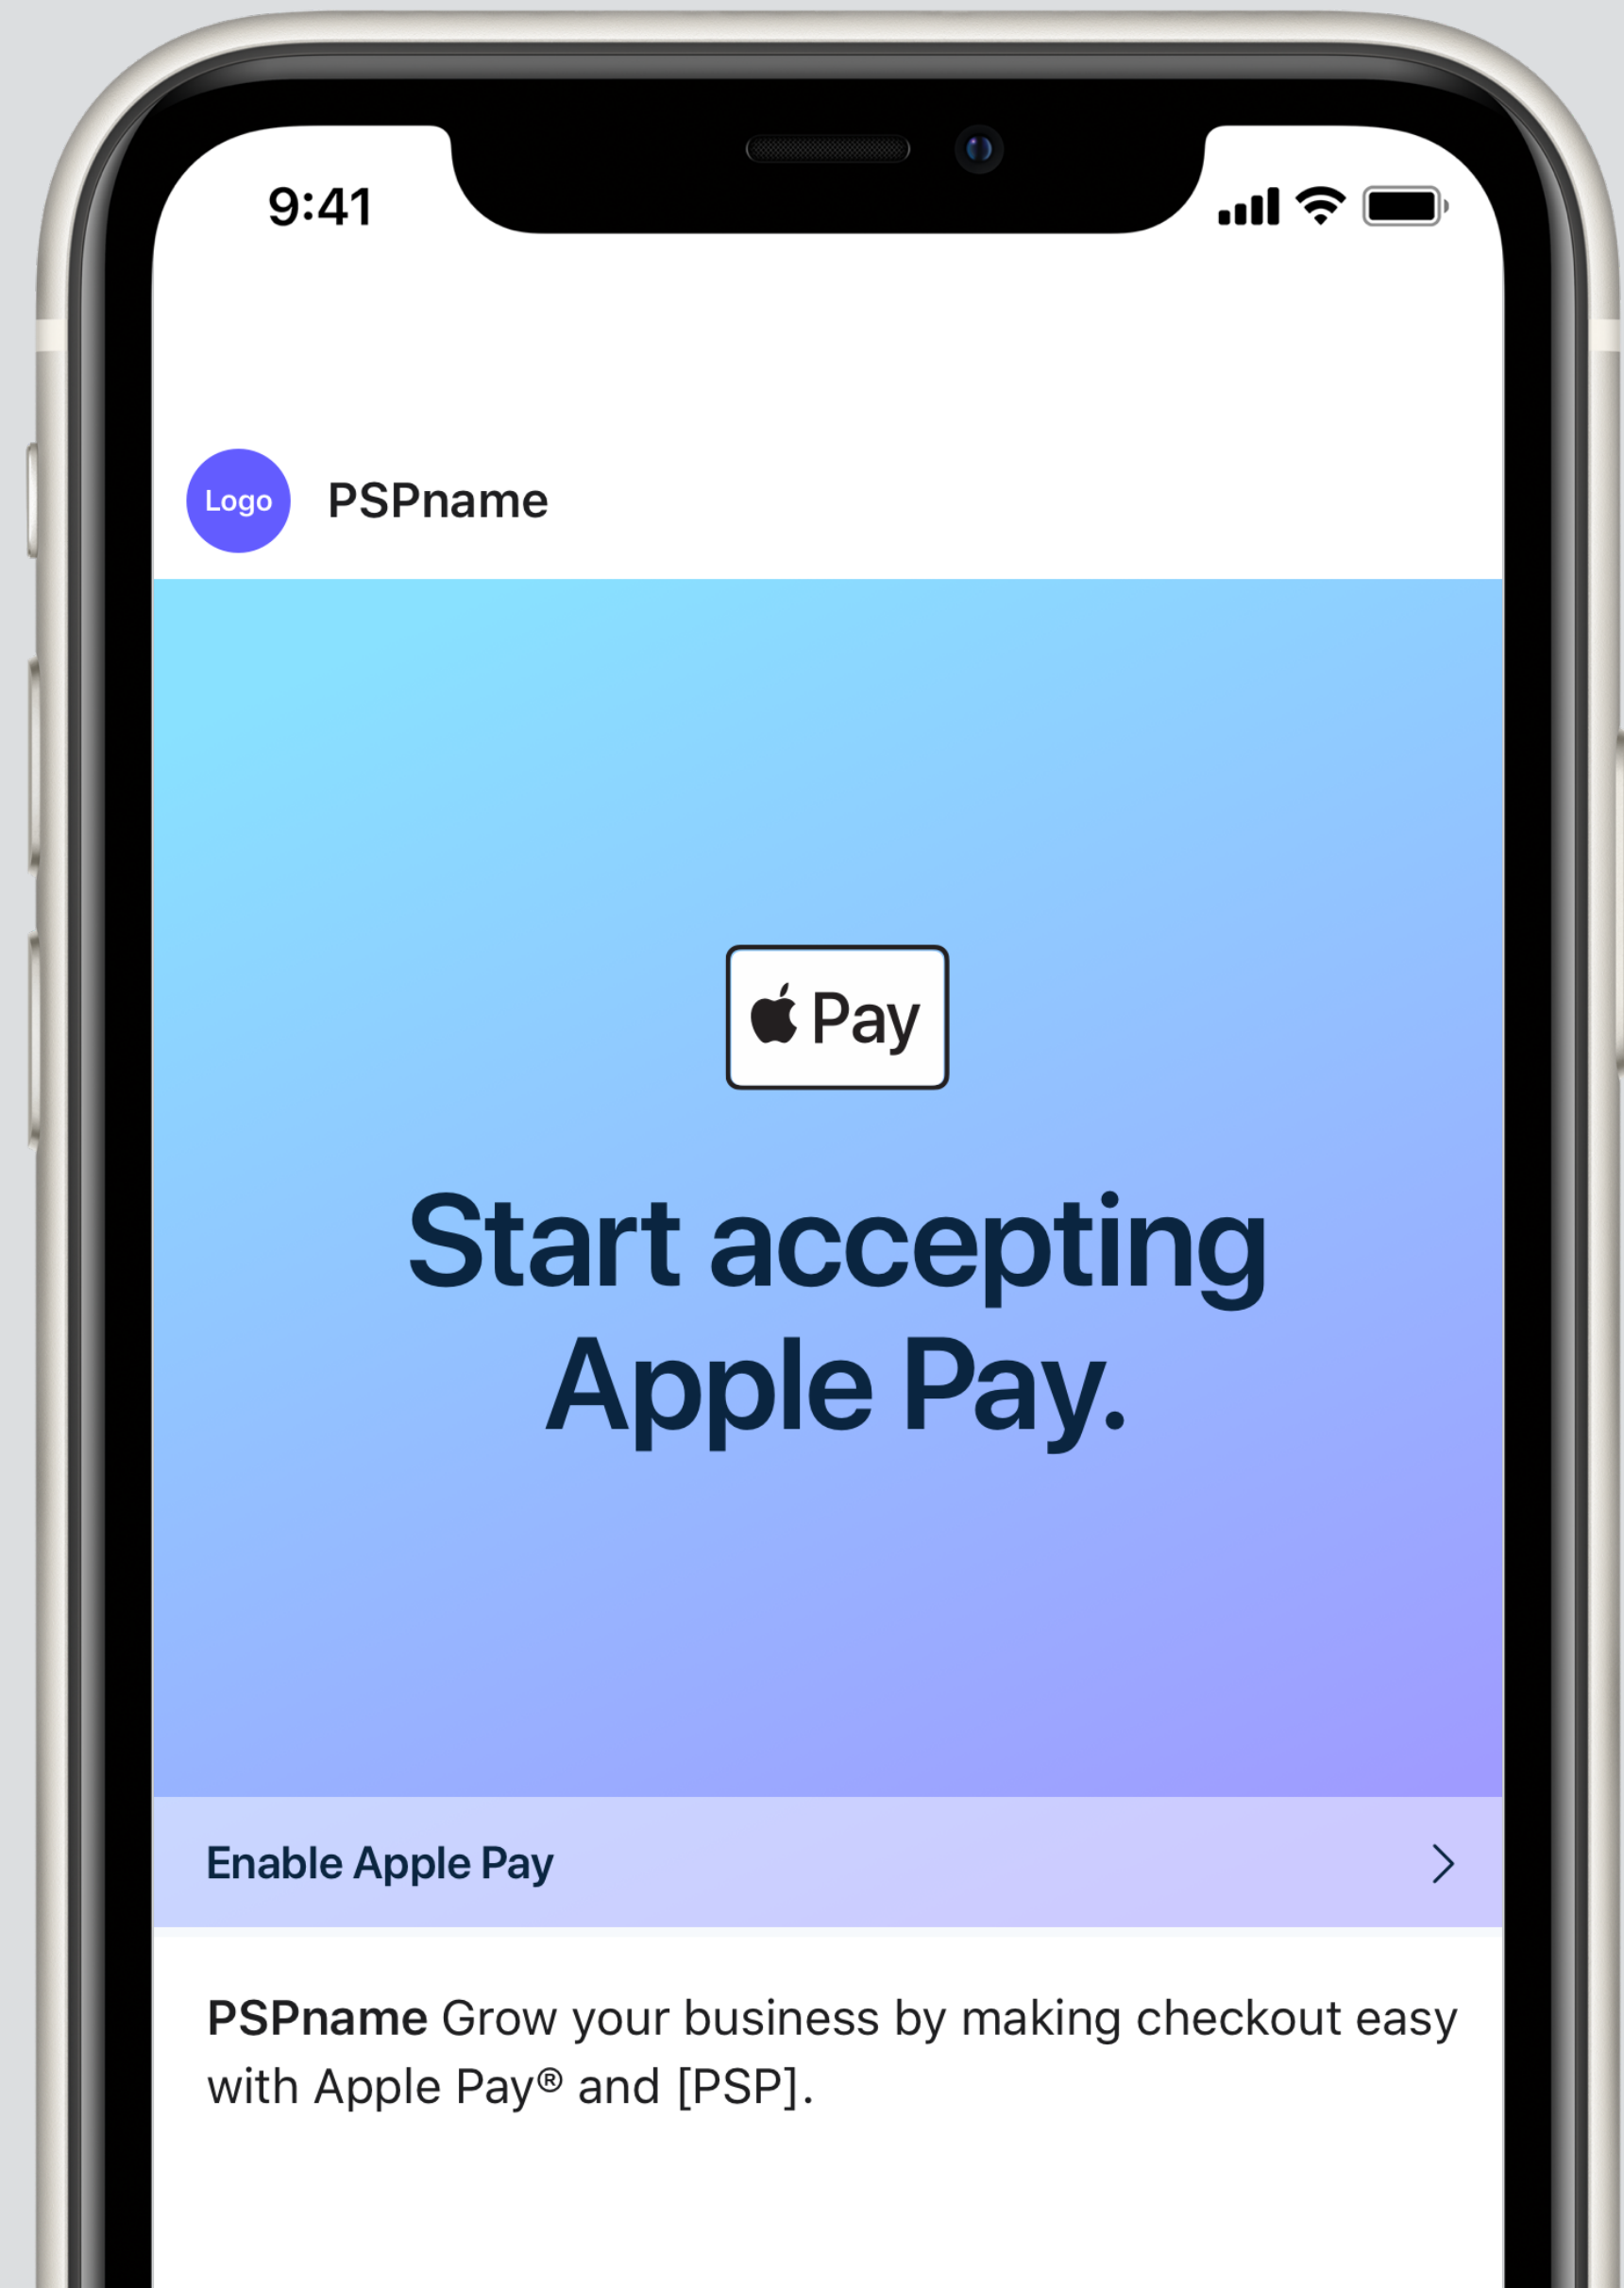 9:41
Logo PSPname
Pay
Start accepting
Apple Pay.
Enable Apple Pay
PSPname Grow your business by making checkout easy
with Apple Pay® and [PSP].